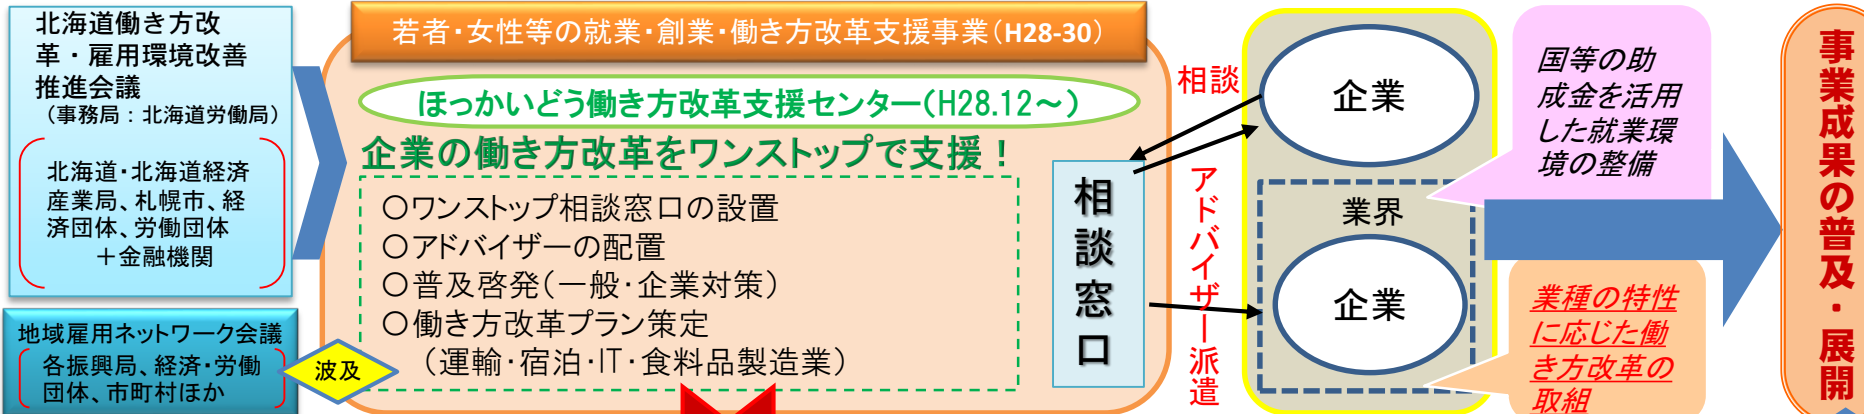 北海道働き方改
革・雇用環境改善
推進会議
（事務局：北海道労働局）
北海道・北海道経済
産業局、札幌市、経
済団体、労働団体
＋金融機関
地域雇用ネットワーク会議
各振興局、経済・労働
団体、市町村ほか
波及
若者・女性等の就業・創業・働き方改革支援事業（H28-30）
ほっかいどう働き方改革支援センター（H28.12～）
企業の働き方改革をワンストップで支援！
○ワンストップ相談窓口の設置
○アドバイザーの配置
○普及啓発（一般・企業対策）
○働き方改革プラン策定
（運輸・宿泊・IT・食料品製造業）
相談窓口
相談
アドバイザー派遣
企業
業界
企業
国等の助
成金を活用
した就業環
境の整備
業種の特性
に応じた働
き方改革の
取組
事業成果の普及・展開